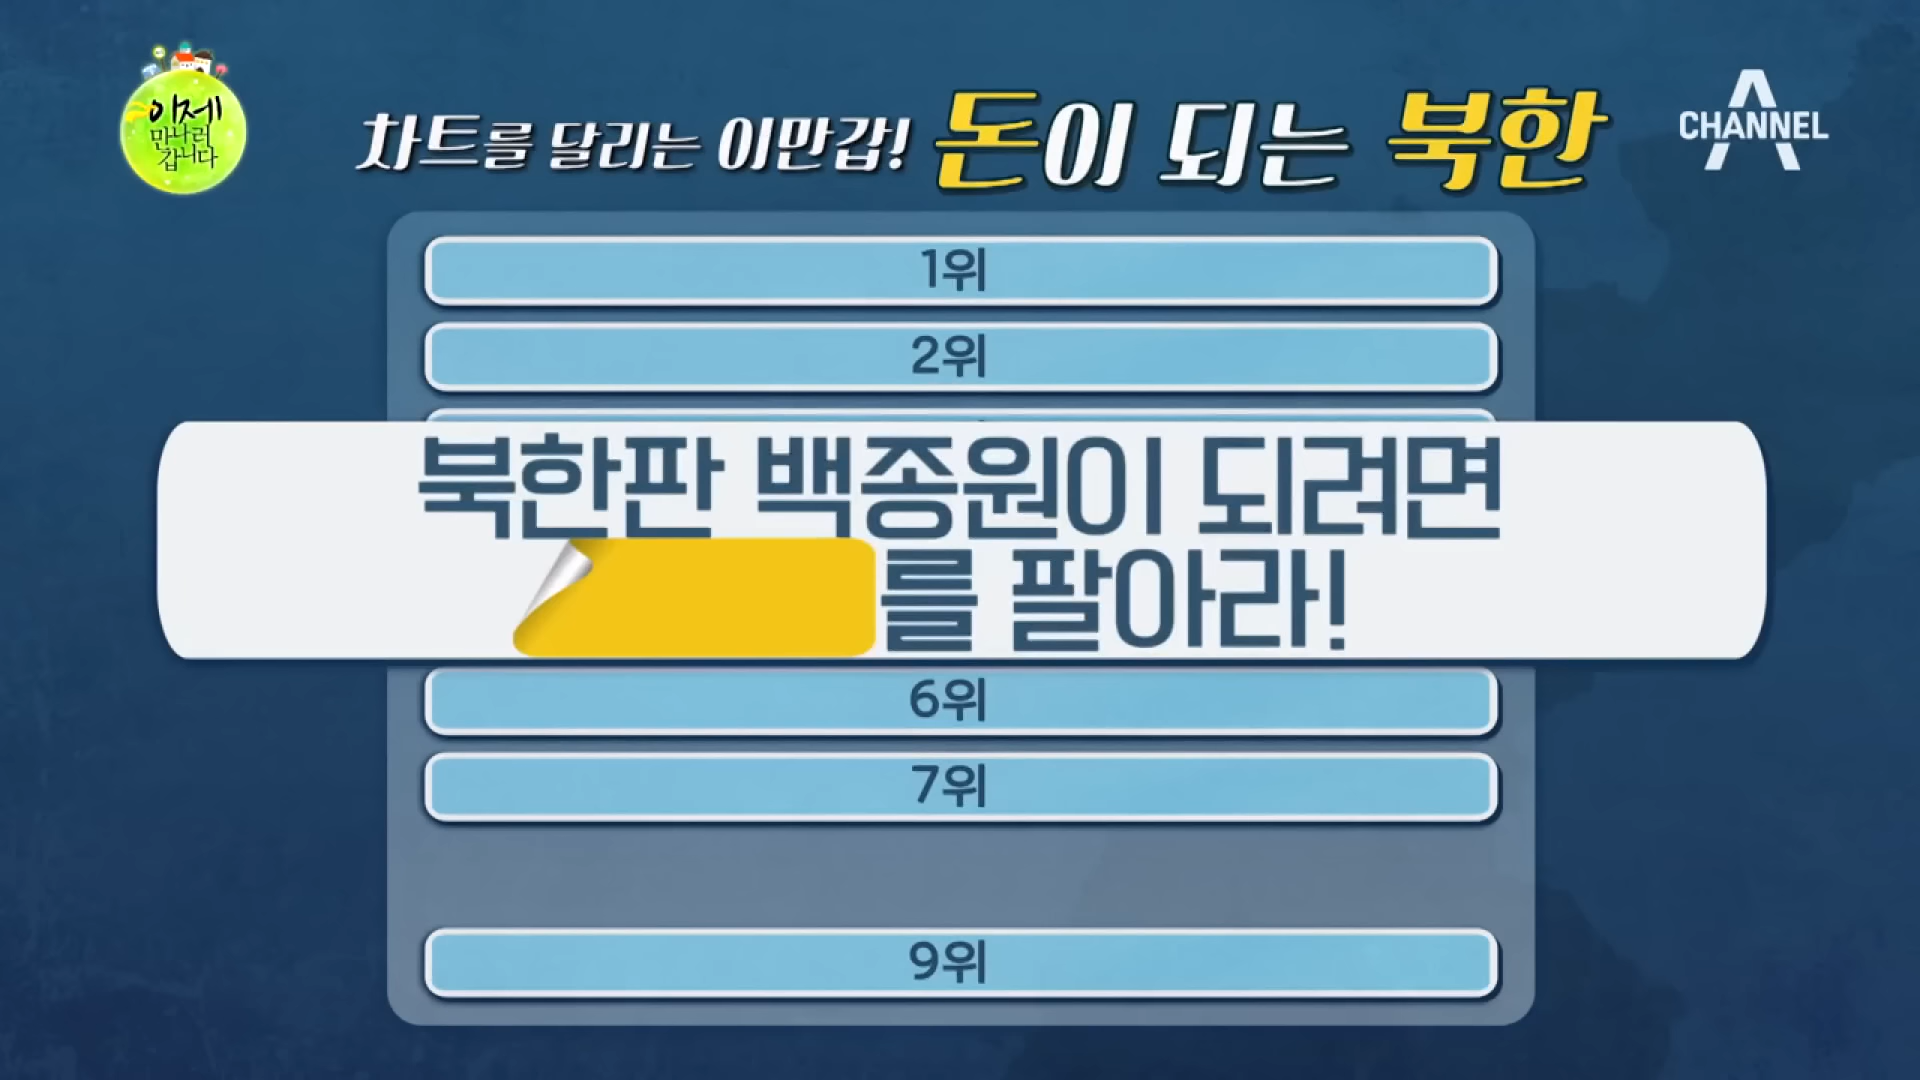 이제
만나러
갑니다
차트를 달리는 이만갑! 돈이 되는 북한
CHANNEL A
1위
2위
북한판 백종원이 되려면
를 팔아라!
6위
7위
9위